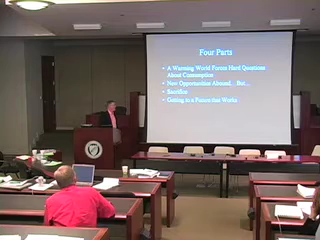 Four Parts
• A Warming World Forces Hard Questions
About Consumption
• New Opportunities Abound.... But...
• Sacrifice
• Getting to a Future that Works